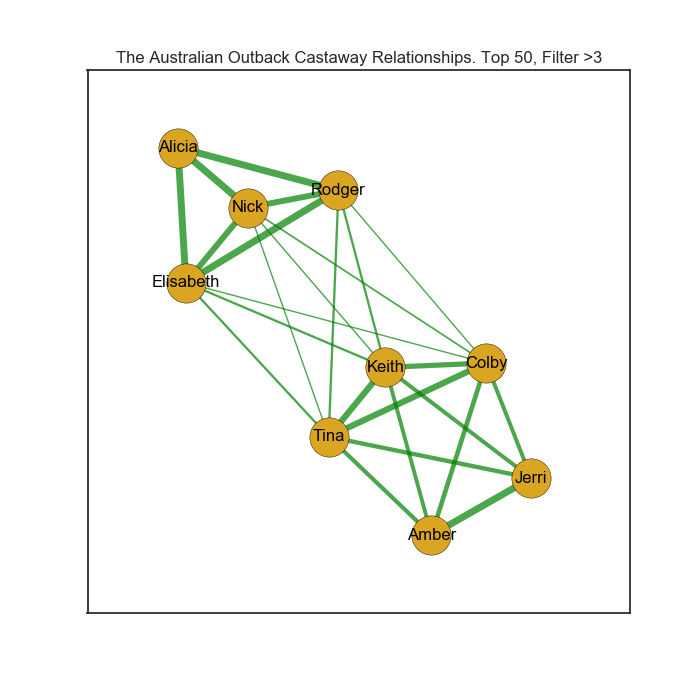 The Australian Outback Castaway Relationships. Top 50, Filter >3
Alicia
Rodger
Nick
Elisabeth
Keith
Colby
Tina
Jerri
Amber